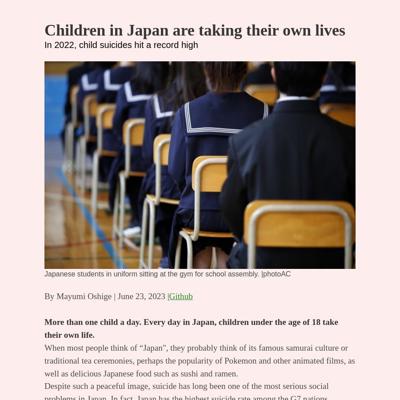 Children in Japan are taking their own lives
In 2022, child suicides hit a record high
Japanese students in uniform sitting at the gym for school assembly. |photoAC
By Mayumi Oshige | June 23, 2023 |Github
More than one child a day. Every day in Japan, children under the age of 18 take
their own life.
When most people think of “Japan”, they probably think of its famous samurai culture or
traditional tea ceremonies, perhaps the popularity of Pokemon and other animated films, as
well as delicious Japanese food such as sushi and ramen.
Despite such a peaceful image, suicide has long been one of the most serious social
problems in Japan. In fact, Japan has the highest suicide rate among the G7 nations